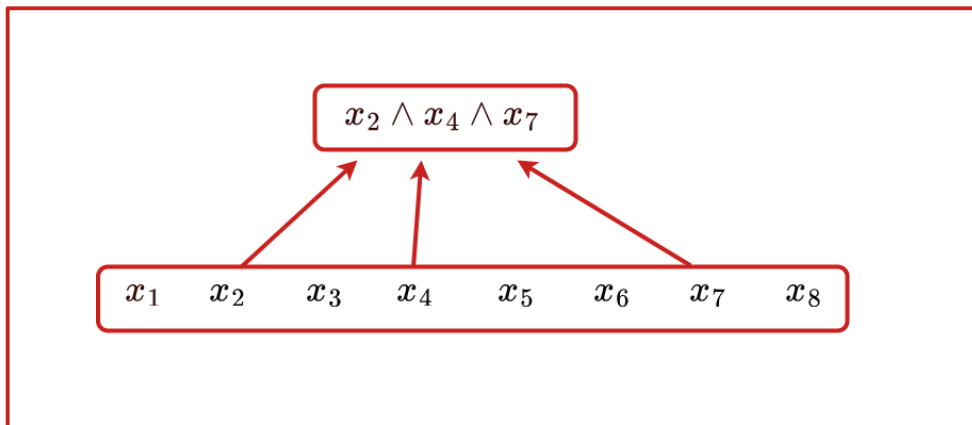 x₂ ∧ x₄ ∧ x₇
x₁ x₂ x₃ x₄ x₅ x₆ x₇ x₈